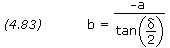 (4.83) b = -a / tan(δ/2)